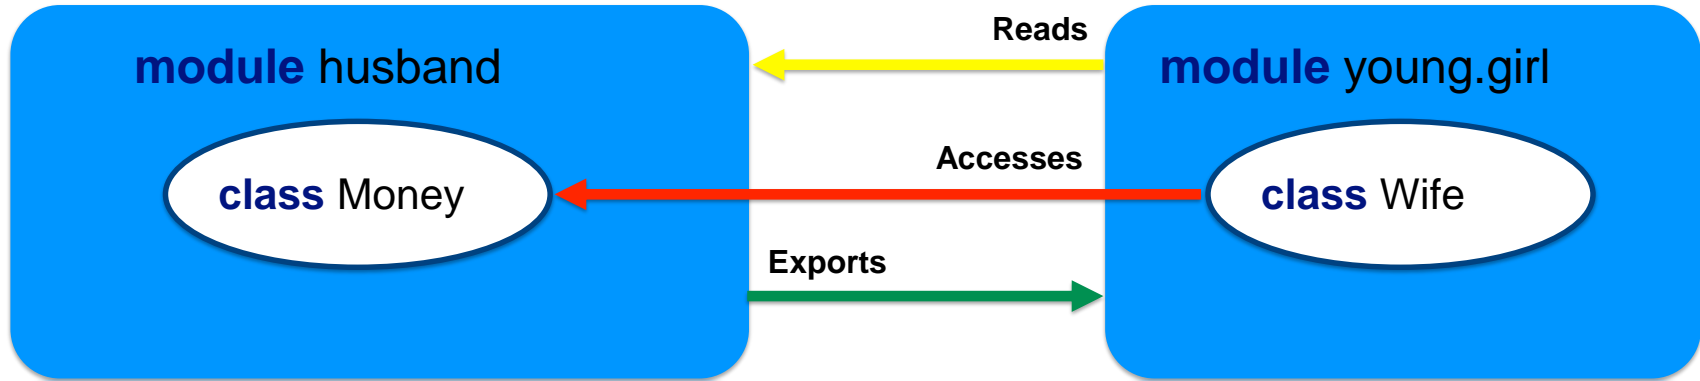 Reads
module husband
module young.girl
Accesses
class Money
class Wife
Exports